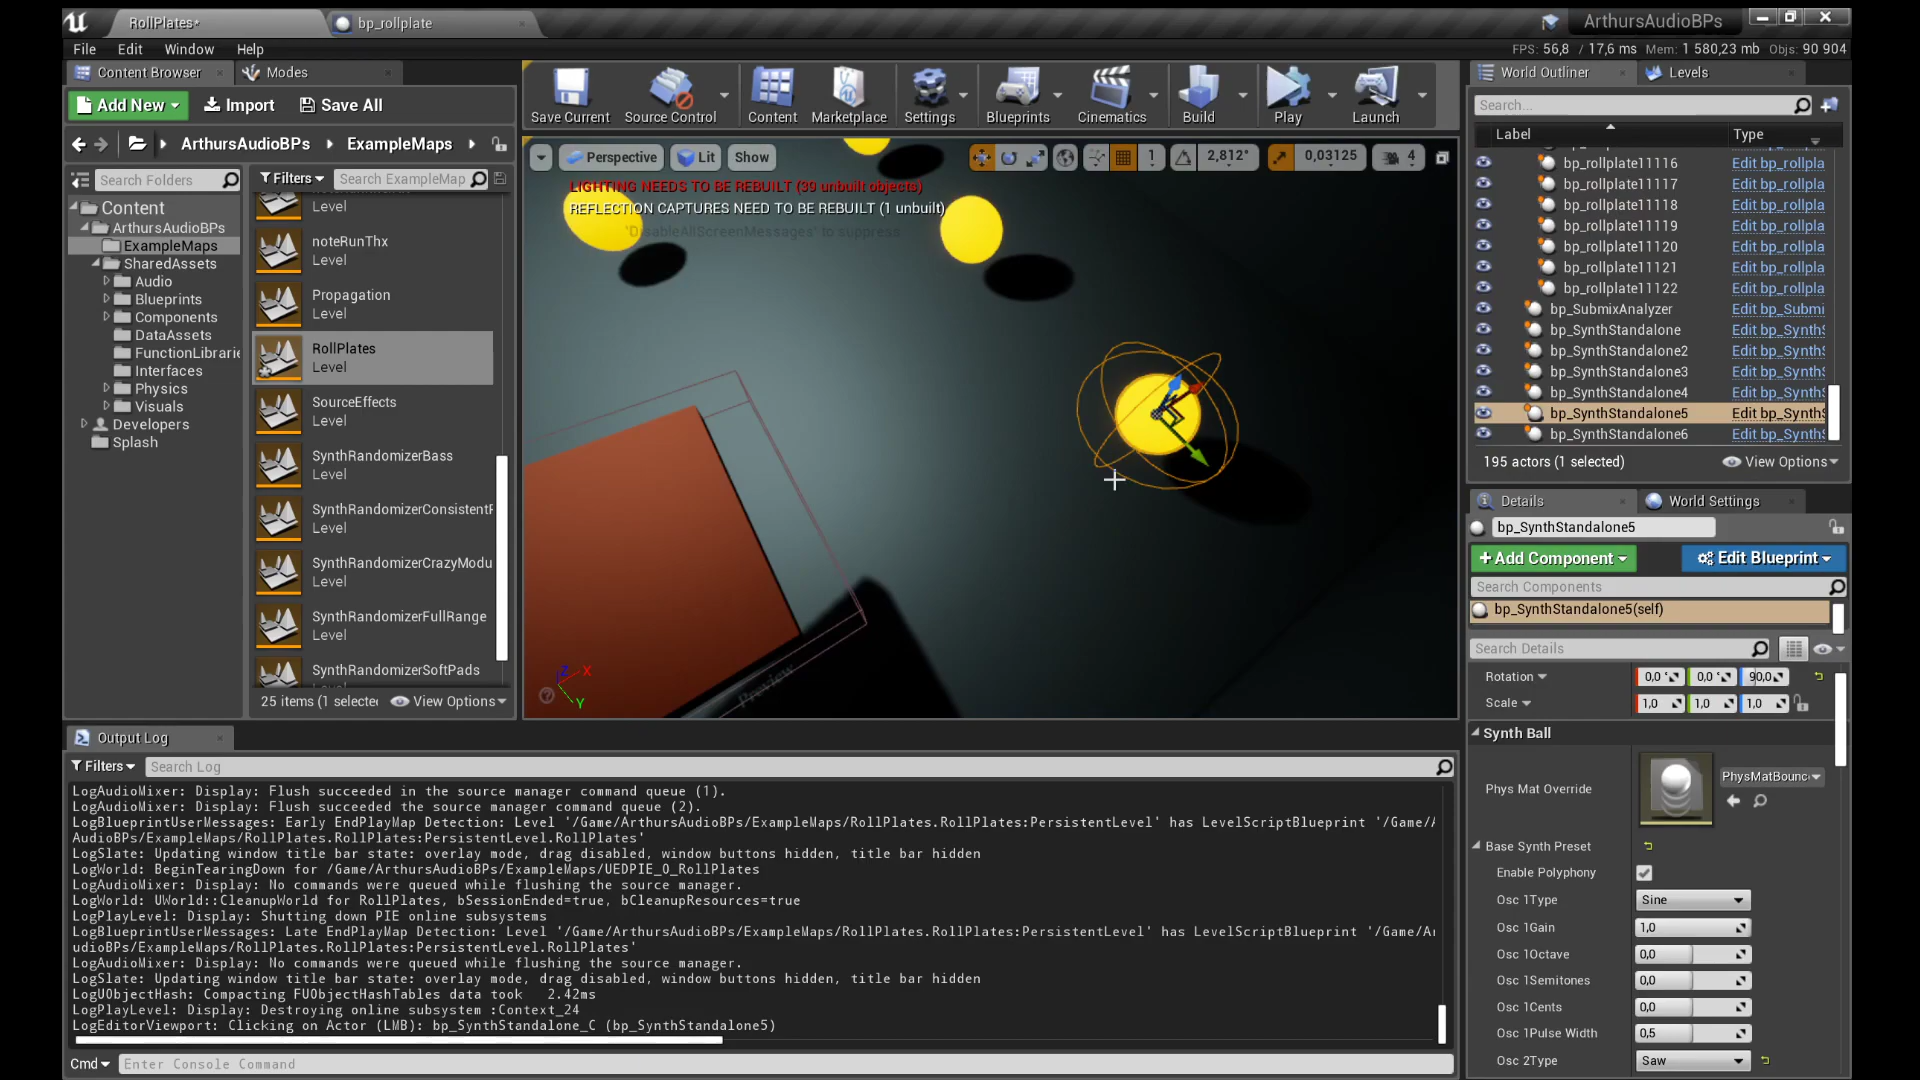 RollPlates*
bp_rollplate
ArthursAudioBPs
File
Edit
Window
Help
FPS: 56,8 / 17,6 ms Mem: 1 580,23 mb Objs: 90 904
Content Browser
Modes
Add New
Import
Save All
ArthursAudioBPs
ExampleMaps
Search Folders
Filters
Search ExampleMap
Content
ArthursAudioBPs
ExampleMaps
SharedAssets
Audio
Blueprints
Components
DataAssets
FunctionLibrarie
Interfaces
Physics
Visuals
Developers
Splash
Level
noteRunThx
Level
Propagation
Level
RollPlates
Level
SourceEffects
Level
SynthRandomizerBass
Level
SynthRandomizerConsistentF
Level
SynthRandomizerCrazyModu
Level
SynthRandomizerFullRange
Level
SynthRandomizerSoftPads
25 items (1 selectec
View Options
Save Current
Source Control
Content
Marketplace
Settings
Blueprints
Cinematics
Build
Play
Launch
Perspective
Lit
Show
1
2,812°
0,03125
4
LIGHTING NEEDS TO BE REBUILT (39 unbuilt objects)
REFLECTION CAPTURES NEED TO BE REBUILT (1 unbuilt)
'DisableAllScreenMessages' to suppress
Preview
Z
X
Y
World Outliner
Levels
Search...
Label
Type
bp_rollplate11116 Edit bp_rollpla
bp_rollplate11117 Edit bp_rollpla
bp_rollplate11118 Edit bp_rollpla
bp_rollplate11119 Edit bp_rollpla
bp_rollplate11120 Edit bp_rollpla
bp_rollplate11121 Edit bp_rollpla
bp_rollplate11122 Edit bp_rollpla
bp_SubmixAnalyzer Edit bp_Submi
bp_SynthStandalone Edit bp_SynthS
bp_SynthStandalone2 Edit bp_SynthS
bp_SynthStandalone3 Edit bp_SynthS
bp_SynthStandalone4 Edit bp_SynthS
bp_SynthStandalone5 Edit bp_SynthS
bp_SynthStandalone6 Edit bp_SynthS
195 actors (1 selected)
View Options
Details
World Settings
bp_SynthStandalone5
+Add Component
Edit Blueprint
Search Components
bp_SynthStandalone5(self)
Search Details
Rotation 0,0 ° 0,0 ° 90,0
Scale 1,0 1,0 1,0
Synth Ball
Phys Mat Override
PhysMatBounc
Base Synth Preset
Enable Polyphony
Osc 1Type Sine
Osc 1Gain 1,0
Osc 1Octave 0,0
Osc 1Semitones 0,0
Osc 1Cents 0,0
Osc 1Pulse Width 0,5
Osc 2Type Saw
Output Log
Filters
Search Log
LogAudioMixer: Display: Flush succeeded in the source manager command queue (1).
LogAudioMixer: Display: Flush succeeded the source manager command queue (2).
LogBlueprintUserMessages: Early EndPlayMap Detection: Level '/Game/ArthursAudioBPs/ExampleMaps/RollPlates.RollPlates:PersistentLevel' has LevelScriptBlueprint '/Game/A
AudioBPs/ExampleMaps/RollPlates.RollPlates:PersistentLevel.RollPlates'
LogSlate: Updating window title bar state: overlay mode, drag disabled, window buttons hidden, title bar hidden
LogWorld: BeginTearingDown for /Game/ArthursAudioBPs/ExampleMaps/UEDPIE_0_RollPlates
LogAudioMixer: Display: No commands were queued while flushing the source manager.
LogWorld: UWorld::CleanupWorld for RollPlates, bSessionEnded=true, bCleanupResources=true
LogPlayLevel: Display: Shutting down PIE online subsystems
LogBlueprintUserMessages: Late EndPlayMap Detection: Level '/Game/ArthursAudioBPs/ExampleMaps/RollPlates.RollPlates:PersistentLevel' has LevelScriptBlueprint '/Game/Ar
udioBPs/ExampleMaps/RollPlates.RollPlates:PersistentLevel.RollPlates'
LogAudioMixer: Display: No commands were queued while flushing the source manager.
LogSlate: Updating window title bar state: overlay mode, drag disabled, window buttons hidden, title bar hidden
LogUObjectHash: Compacting FUObjectHashTables data took 2.42ms
LogPlayLevel: Display: Destroying online subsystem :Context_24
LogEditorViewport: Clicking on Actor (LMB): bp_SynthStandalone_C (bp_SynthStandalone5)
Cmd
Enter Console Command